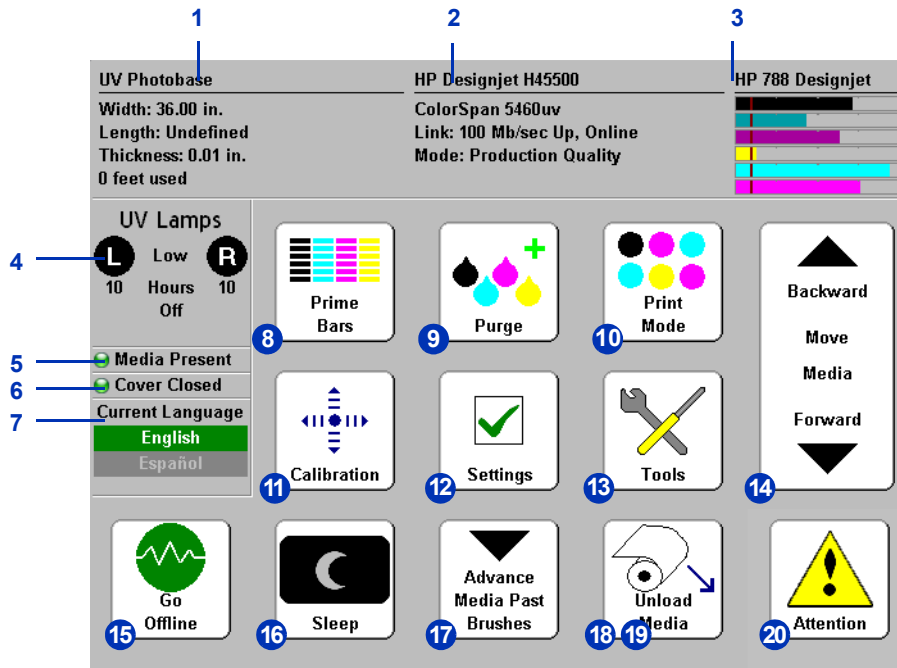 1
2
3
UV Photobase
Width: 36.00 in.
Length: Undefined
Thickness: 0.01 in.
0 feet used
HP Designjet H45500
ColorSpan 5460uv
Link: 100 Mb/sec Up, Online
Mode: Production Quality
HP 788 Designjet
4
UV Lamps
L Low R
10 Hours 10
Off
5
Media Present
6
Cover Closed
7
Current Language
English
Español
Prime
Bars
8
Purge
9
Print
Mode
10
Backward
Move
Media
Forward
14
Calibration
11
Settings
12
Tools
13
Go
Offline
15
Sleep
16
Advance
Media Past
Brushes
17
Unload
Media
18 19
Attention
20